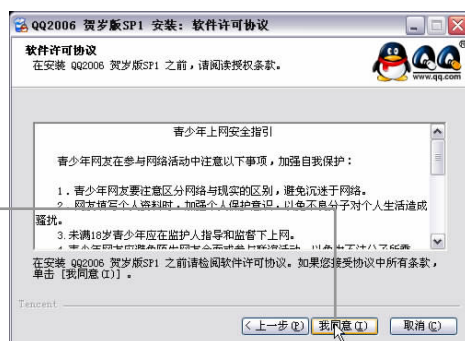 QQ2006 贺岁版SP1 安装: 软件许可协议
软件许可协议
在安装 QQ2006 贺岁版SP1 之前,请阅读授权条款。
QQ
www.qq.com
青少年上网安全指引
青少年网友在参与网络活动中注意以下事项,加强自我保护:
1.青少年网友要注意区分网络与现实的区别,避免沉迷于网络。
2.网友填写个人资料时,加强个人保护意识,以免不良分子对个人生活造成
骚扰。
3.未满18岁青少年应在监护人指导和监督下上网。
在安装 QQ2006 贺岁版SP1 之前请检阅软件许可协议。如果您接受协议中所有条款,
单击 [我同意(I)] 。
Tencent
<上一步(P)
我同意(I)
取消(C)